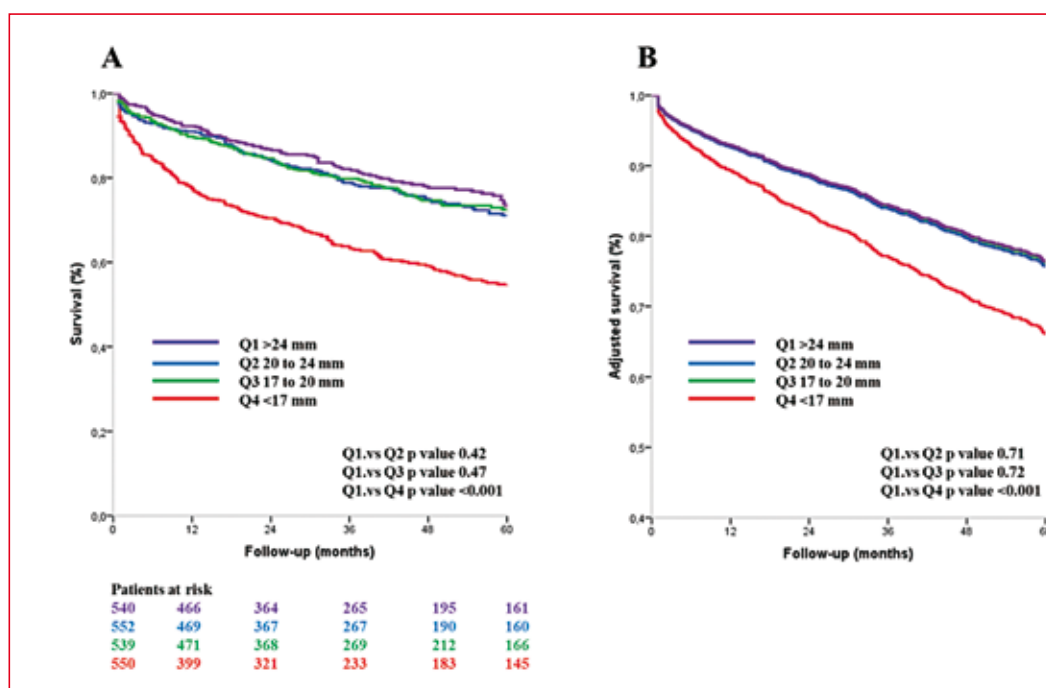 A
1,0
0,8
0,6
0,4
0,2
0,0
Survival (%)
Q1 >24 mm
Q2 20 to 24 mm
Q3 17 to 20 mm
Q4 <17 mm
Q1.vs Q2 p value 0.42
Q1.vs Q3 p value 0.47
Q1.vs Q4 p value <0.001
0 12 24 36 48 60
Follow-up (months)
Patients at risk
540 466 364 265 195 161
552 469 367 267 190 160
539 471 368 269 212 166
550 399 321 233 183 145
B
1,0
0,9
0,8
0,7
0,6
0,5
0,4
Adjusted survival (%)
Q1 >24 mm
Q2 20 to 24 mm
Q3 17 to 20 mm
Q4 <17 mm
Q1.vs Q2 p value 0.71
Q1.vs Q3 p value 0.72
Q1.vs Q4 p value <0.001
0 12 24 36 48
Follow-up (months)